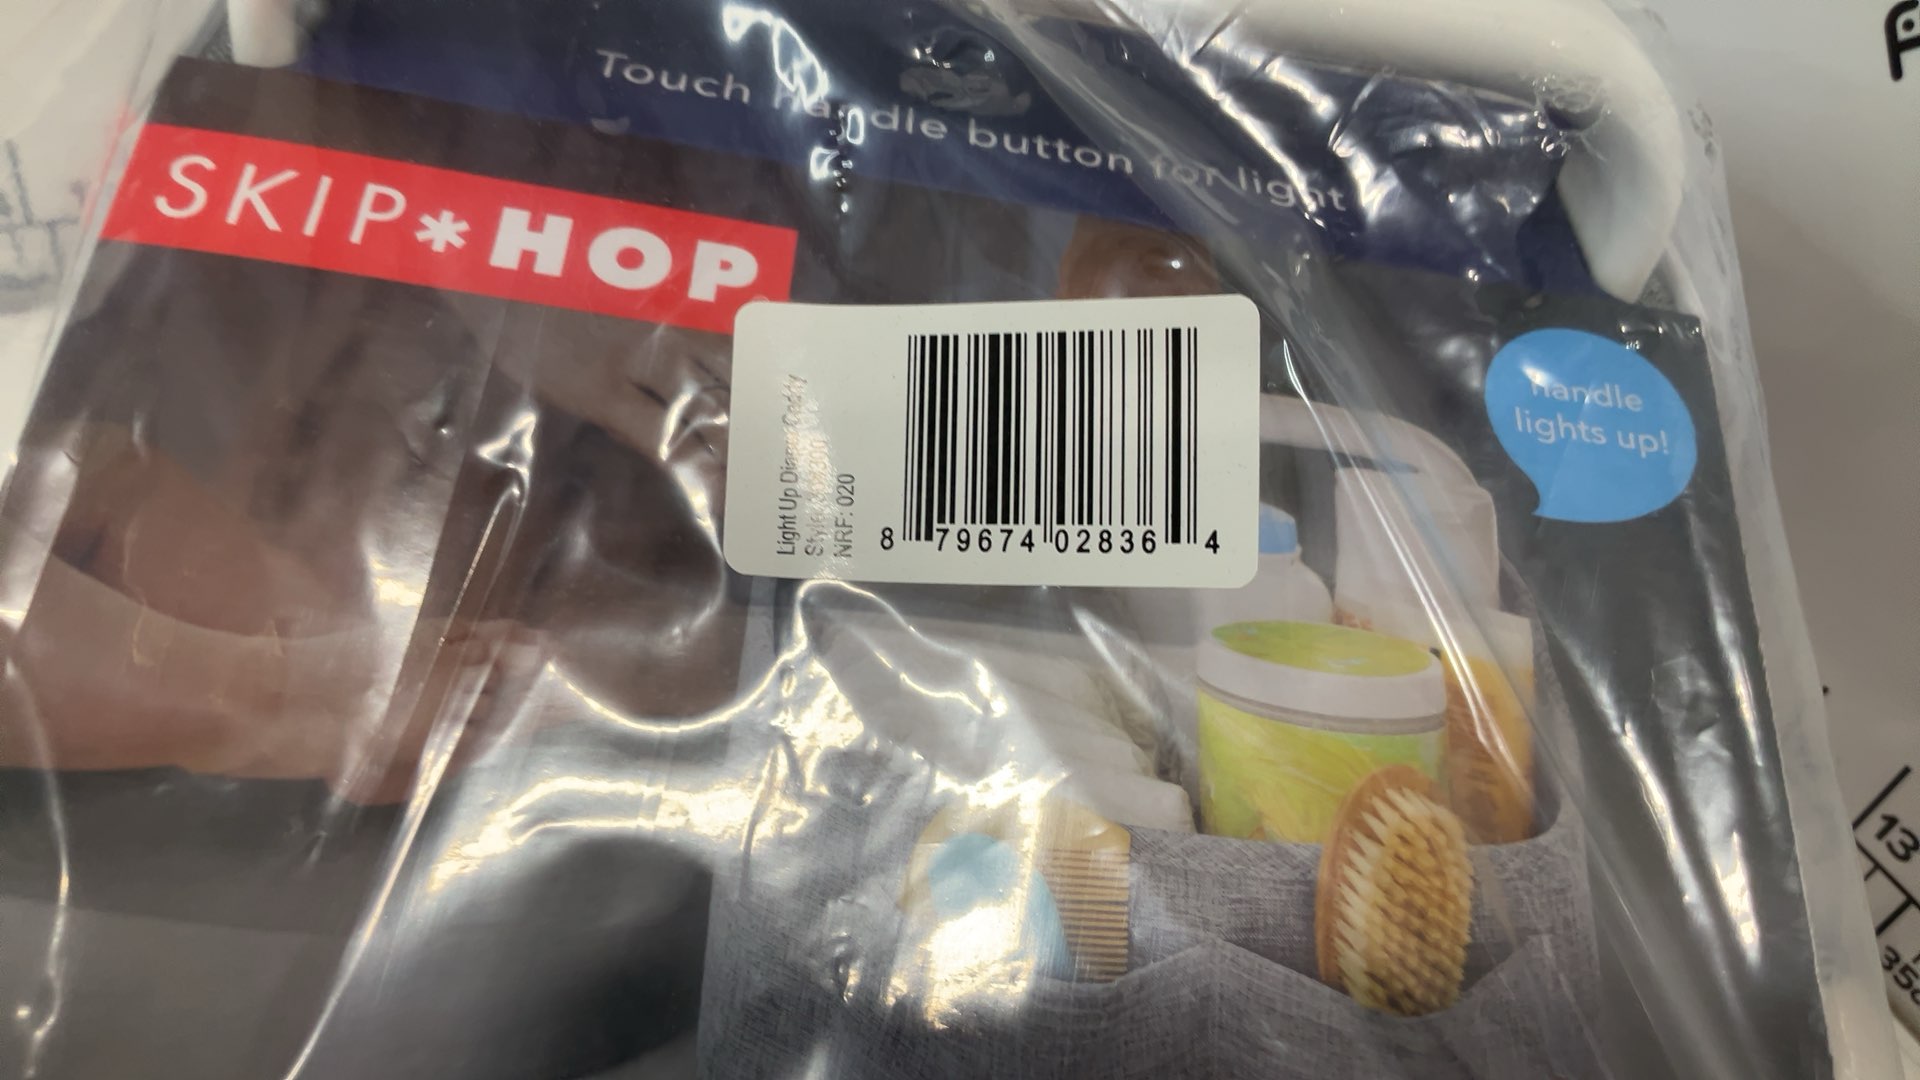 Touch handle button for light
SKIP*HOP
handle
lights up!
Light Up Diaper Caddy
NRF: 020
8 79674 02836 4
13